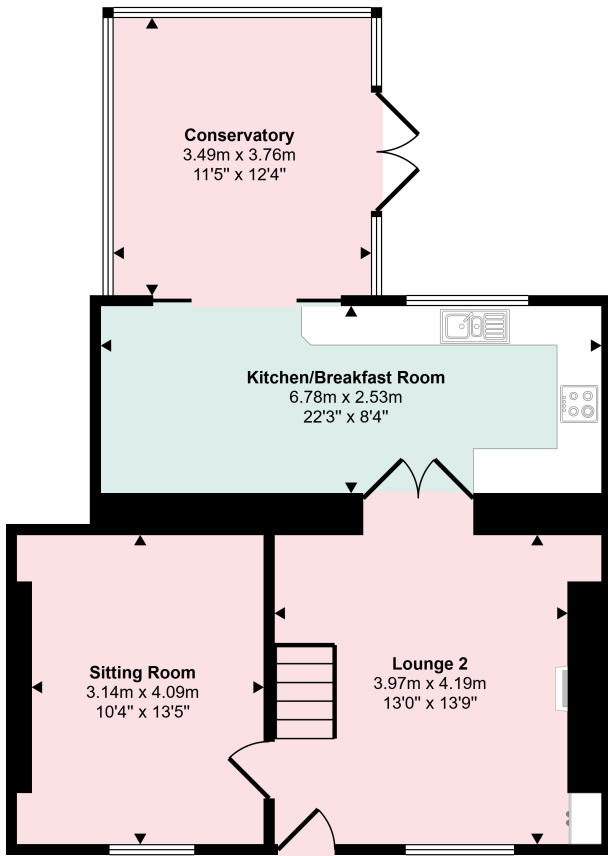 Conservatory
3.49m x 3.76m
11'5" x 12'4"
Kitchen/Breakfast Room
6.78m x 2.53m
22'3" x 8'4"
Sitting Room
3.14m x 4.09m
10'4" x 13'5"
Lounge 2
3.97m x 4.19m
13'0" x 13'9"